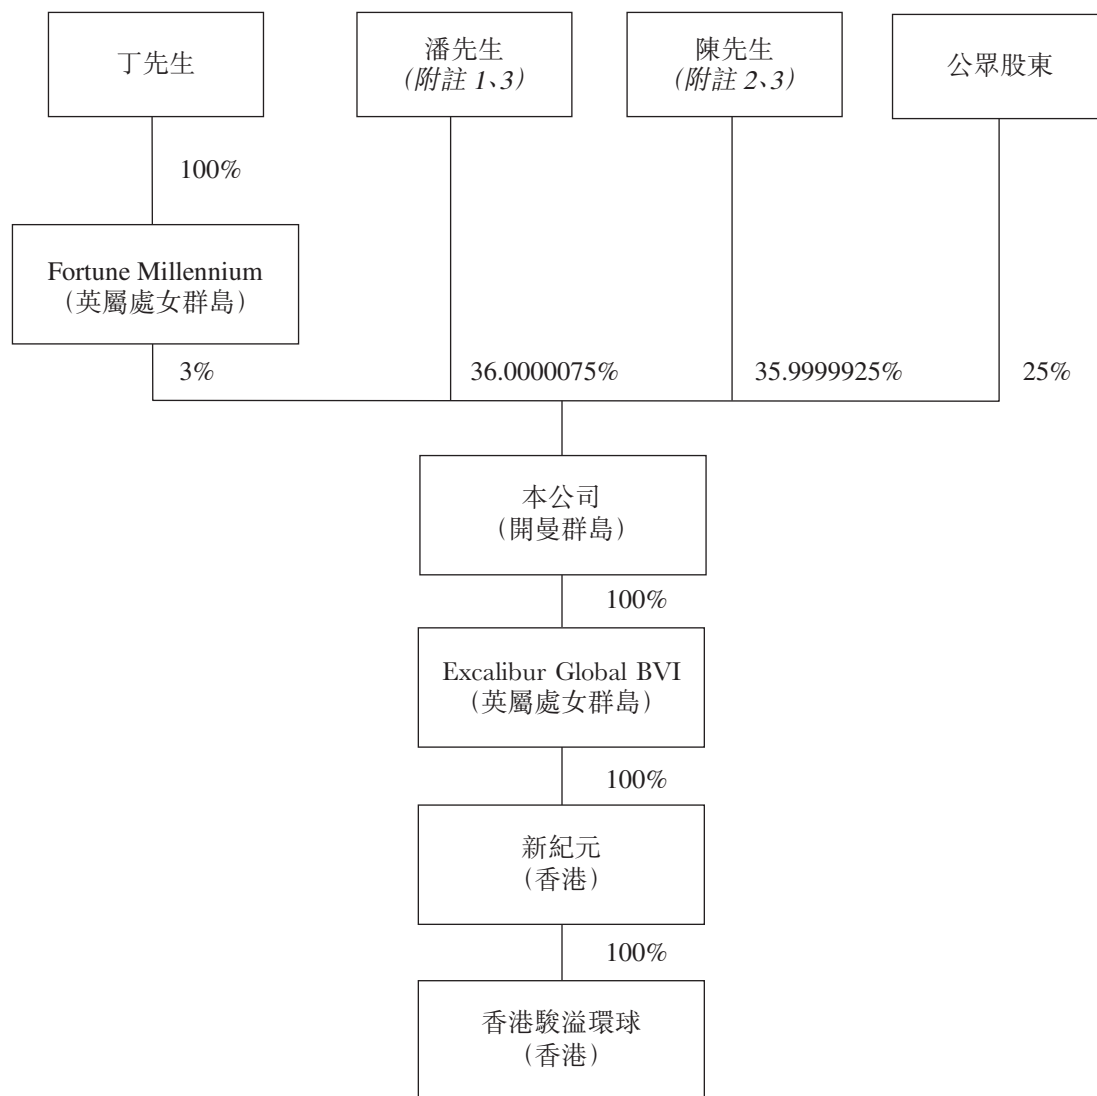 丁先生
潘先生
(附註 1、3)
陳先生
(附註 2、3)
公眾股東
100%
Fortune Millennium
(英屬處女群島)
3%
36.0000075%
35.9999925%
25%
本公司
(開曼群島)
100%
Excalibur Global BVI
(英屬處女群島)
100%
新紀元
(香港)
100%
香港駿溢環球
(香港)